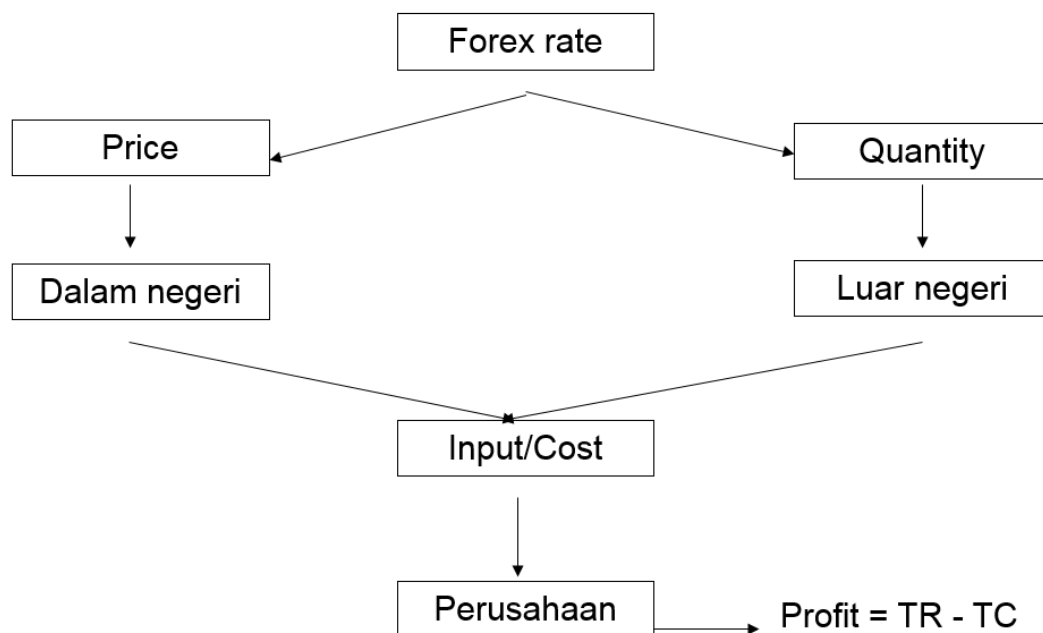 Forex rate
Price
Quantity
Dalam negeri
Luar negeri
Input/Cost
Perusahaan
Profit = TR - TC